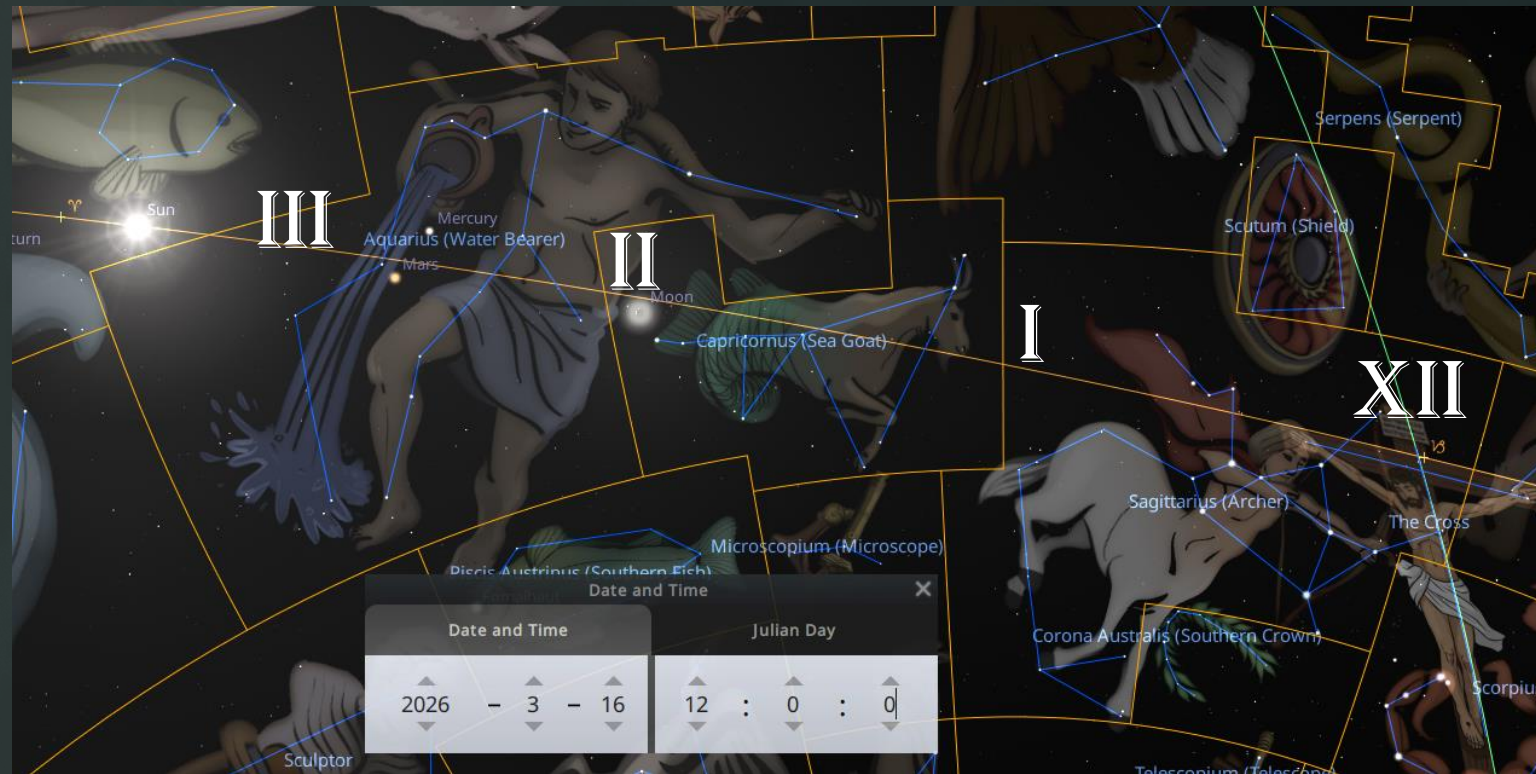 Serpens (Serpent)
♈
III
Sun
Mercury
turn
Aquarius (Water Bearer)
Scutum (Shield)
II
Mars
Moon
I
Capricornus (Sea Goat)
XII
♑
Sagittarius (Archer)
The Cross
Microscopium (Microscope)
Piscis Austrinus (Southern Fish)
Date and Time
✕
Date and Time
Julian Day
Corona Australis (Southern Crown)
Scorpiu
2026 – 3 – 16
12 : 0 : 0
Sculptor
Telescopium (Telescope)